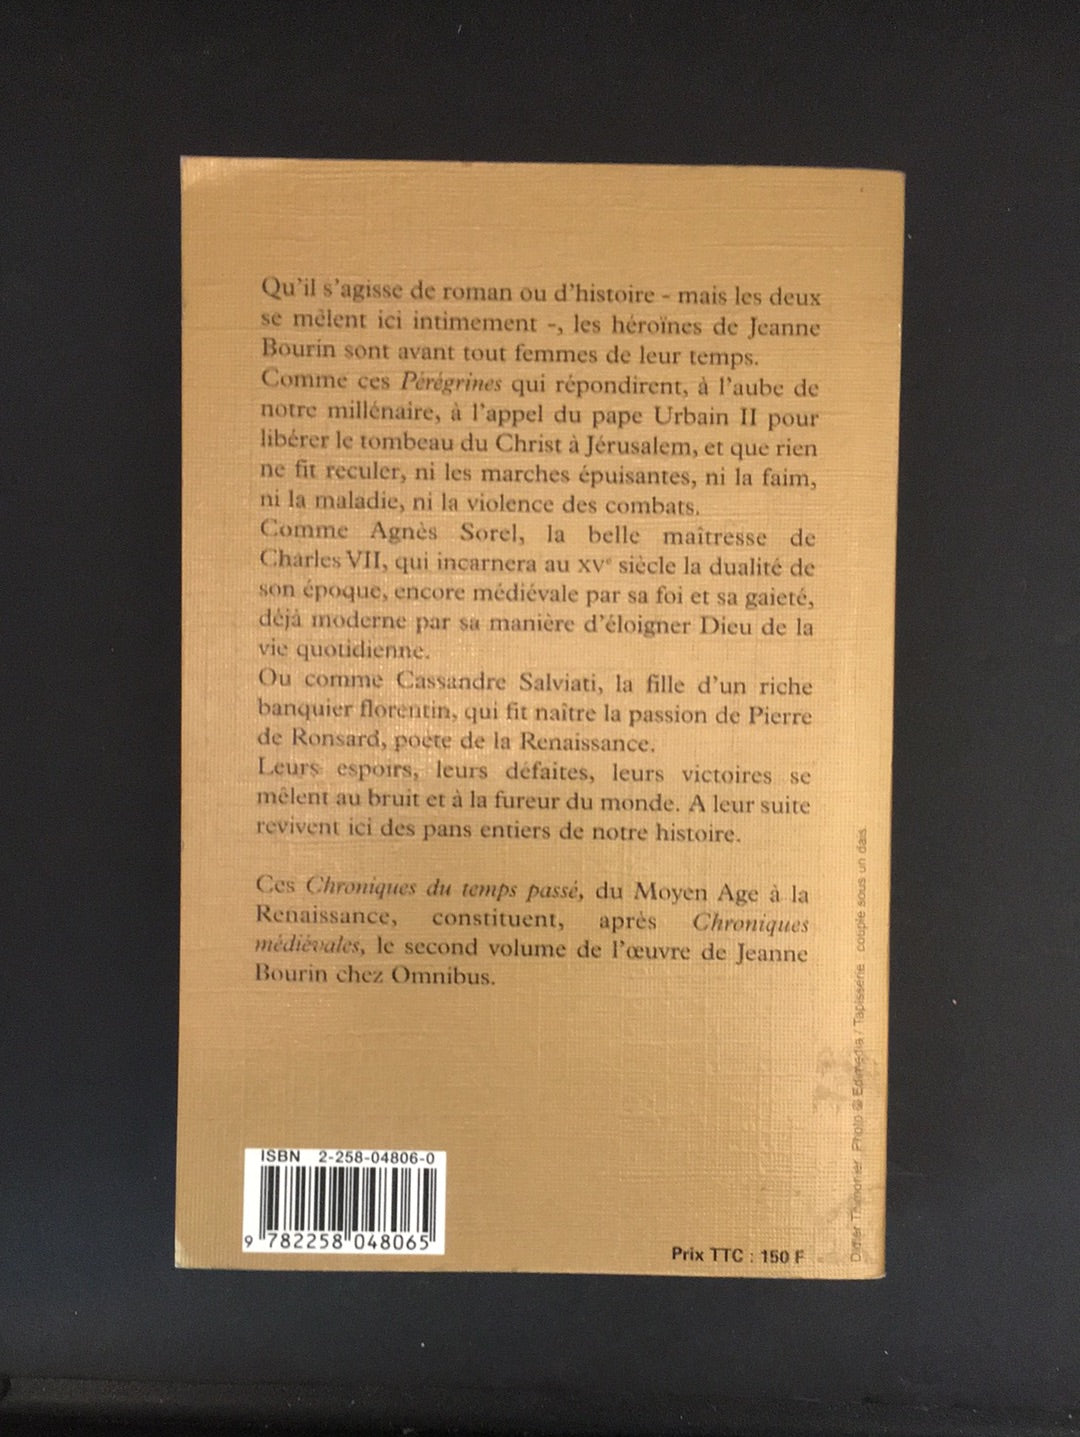 Qu'il s'agisse de roman ou d'histoire - mais les deux
se mêlent ici intimement -, les héroïnes de Jeanne
Bourin sont avant tout femmes de leur temps.
Comme ces Pérégrines qui répondirent, à l'aube de
notre millénaire, à l'appel du pape Urbain II pour
libérer le tombeau du Christ à Jérusalem, et que rien
ne fit reculer, ni les marches épuisantes, ni la faim,
ni la maladie, ni la violence des combats.
Comme Agnès Sorel, la belle maîtresse de
Charles VII, qui incarnera au XVe siècle la dualité de
son époque, encore médiévale par sa foi et sa gaieté,
déjà moderne par sa manière d'éloigner Dieu de la
vie quotidienne.
Ou comme Cassandre Salviati, la fille d'un riche
banquier florentin, qui fit naître la passion de Pierre
de Ronsard, poète de la Renaissance.
Leurs espoirs, leurs défaites, leurs victoires se
mêlent au bruit et à la fureur du monde. A leur suite
revivent ici des pans entiers de notre histoire.
Ces Chroniques du temps passé, du Moyen Age à la
Renaissance, constituent, après Chroniques
médiévales, le second volume de l'œuvre de Jeanne
Bourin chez Omnibus.
ISBN 2-258-04806-0
9 782258 048065
Prix TTC : 150 F
Didier Thimonier Photo © Edimedia / Tapisserie : couple sous un dais